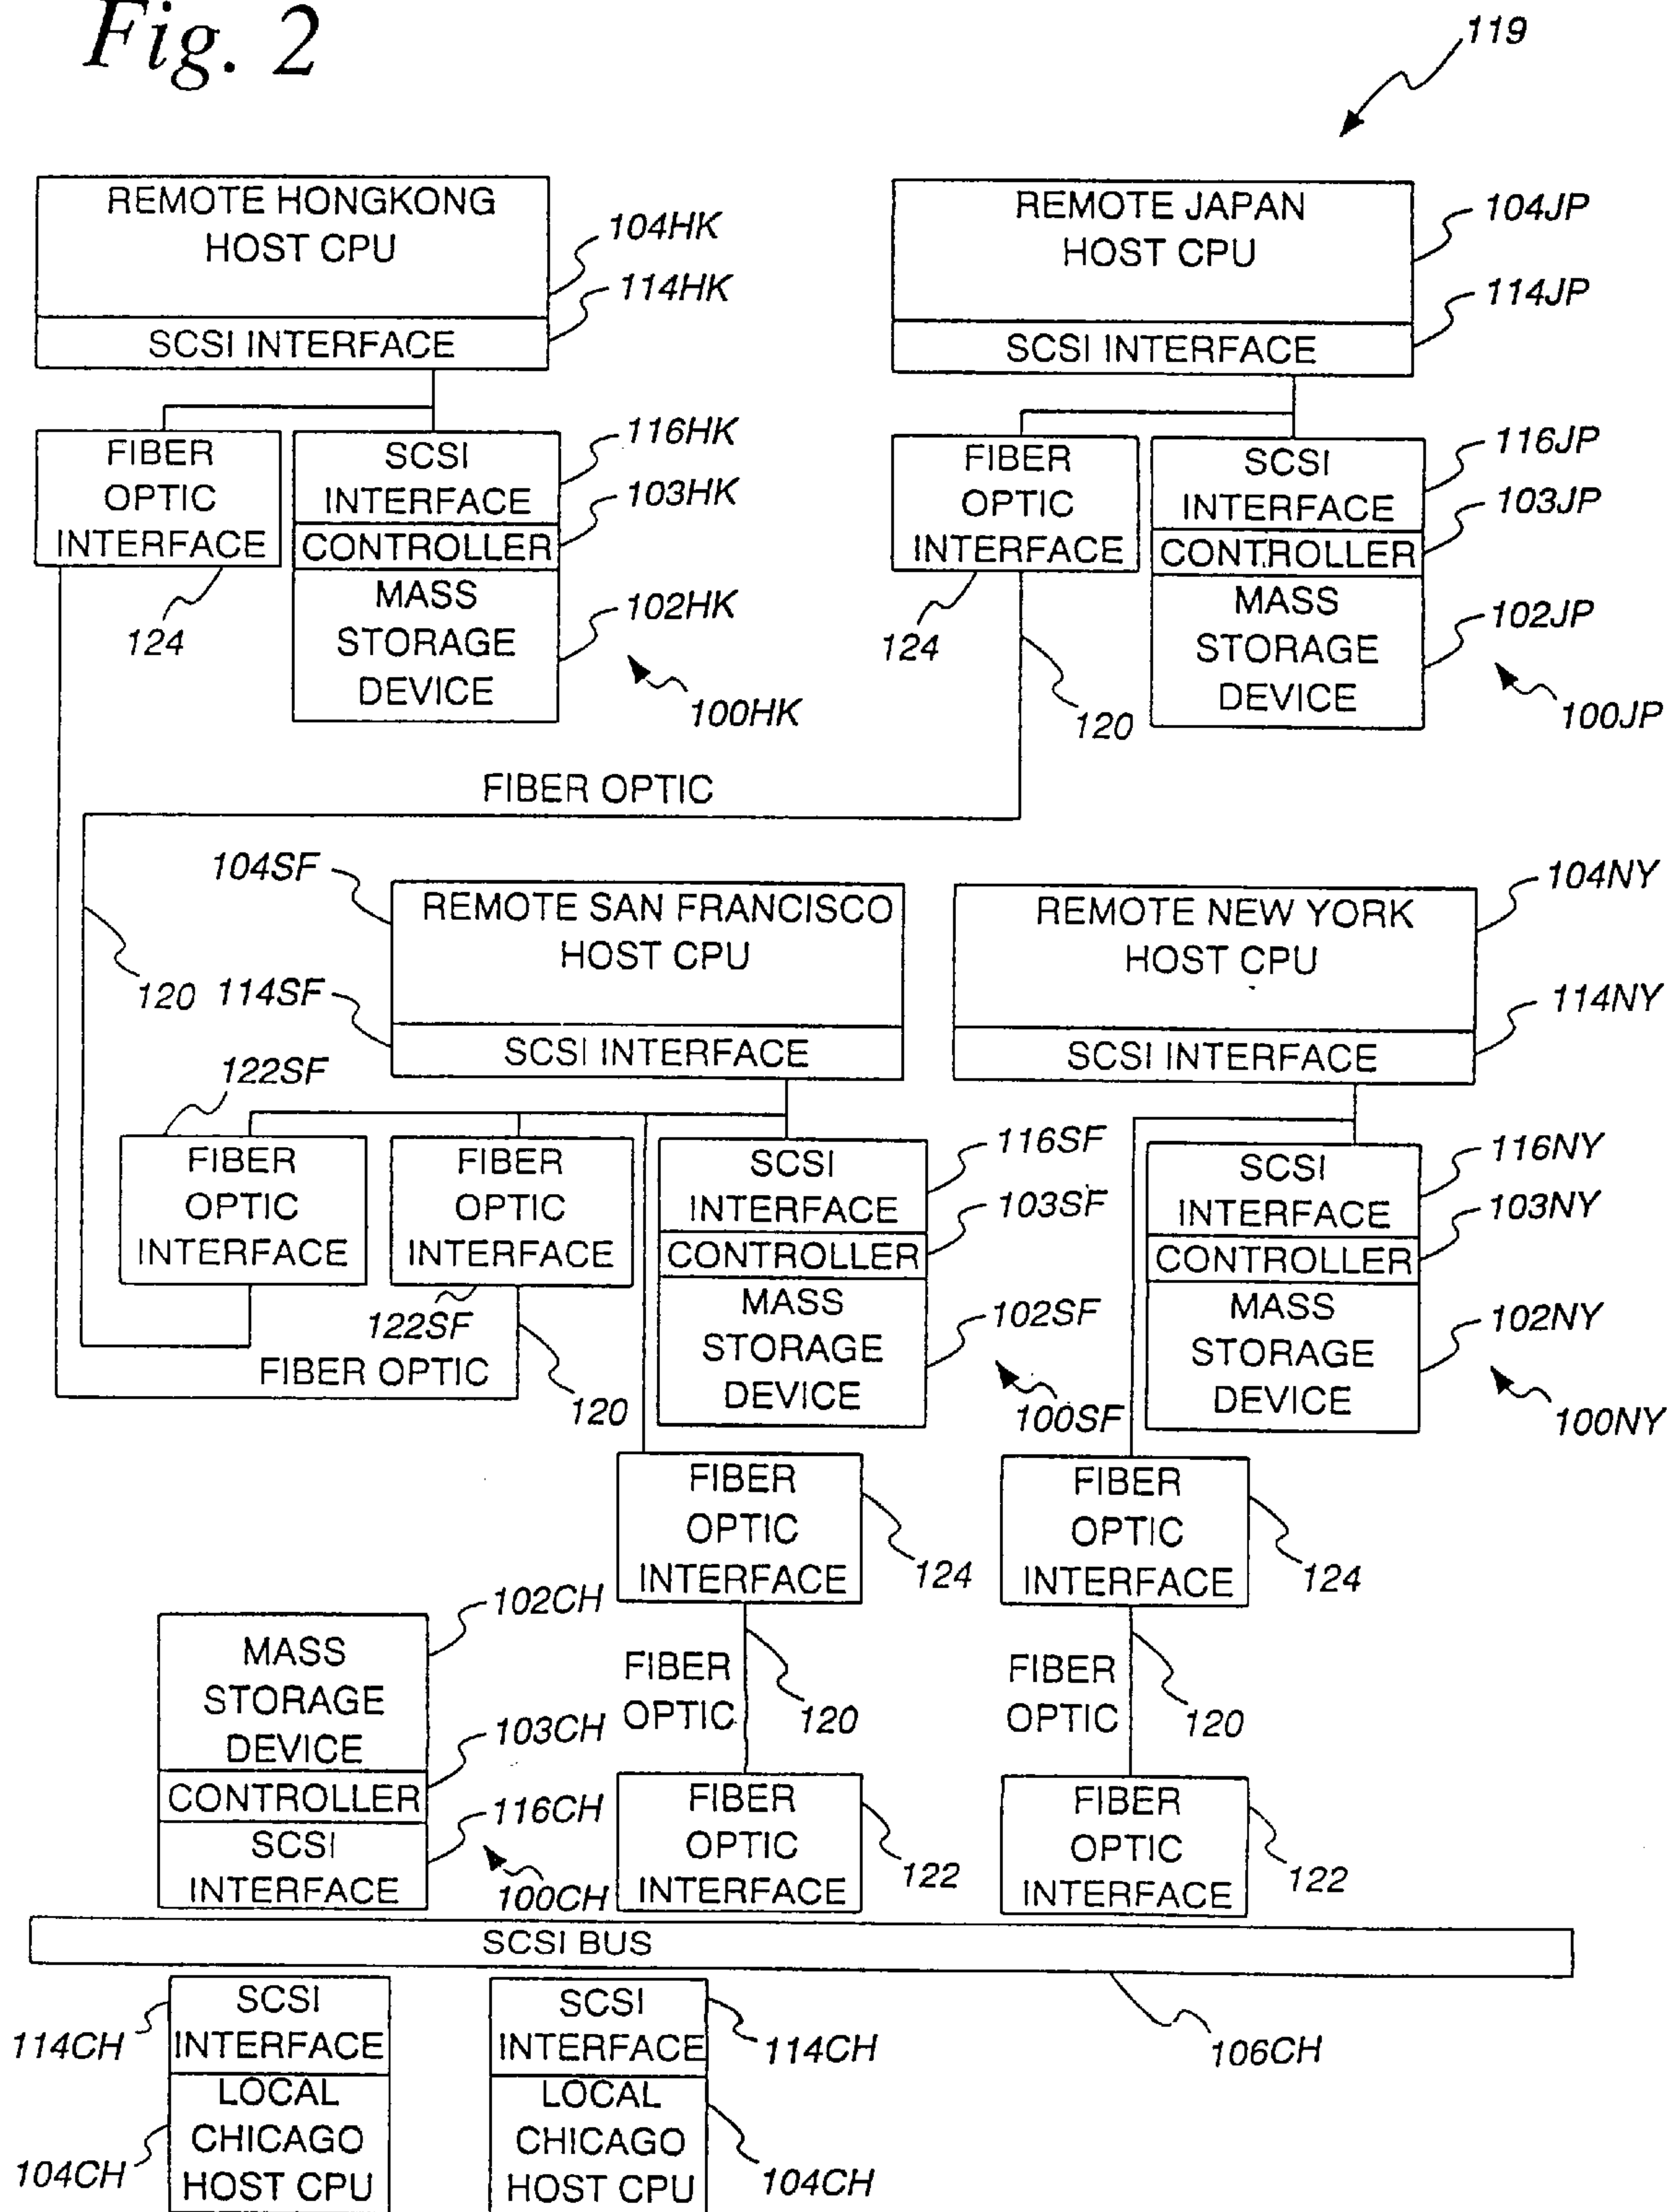 Fig. 2
119
REMOTE HONGKONG
HOST CPU
104HK
114HK
SCSI INTERFACE
REMOTE JAPAN
HOST CPU
104JP
114JP
SCSI INTERFACE
FIBER
OPTIC
INTERFACE
124
SCSI
INTERFACE
116HK
CONTROLLER
103HK
MASS
STORAGE
DEVICE
102HK
100HK
FIBER
OPTIC
INTERFACE
124
120
SCSI
INTERFACE
116JP
CONTROLLER
103JP
MASS
STORAGE
DEVICE
102JP
100JP
FIBER OPTIC
120
104SF
REMOTE SAN FRANCISCO
HOST CPU
114SF
SCSI INTERFACE
REMOTE NEW YORK
HOST CPU
104NY
114NY
SCSI INTERFACE
122SF
FIBER
OPTIC
INTERFACE
FIBER
OPTIC
INTERFACE
122SF
FIBER OPTIC
120
SCSI
INTERFACE
116SF
CONTROLLER
103SF
MASS
STORAGE
DEVICE
102SF
100SF
SCSI
INTERFACE
116NY
CONTROLLER
103NY
MASS
STORAGE
DEVICE
102NY
100NY
FIBER
OPTIC
INTERFACE
124
FIBER
OPTIC
INTERFACE
124
MASS
STORAGE
DEVICE
102CH
CONTROLLER
103CH
SCSI
INTERFACE
116CH
100CH
FIBER
OPTIC
120
FIBER
OPTIC
120
FIBER
OPTIC
INTERFACE
122
FIBER
OPTIC
INTERFACE
122
SCSI BUS
106CH
SCSI
INTERFACE
114CH
LOCAL
CHICAGO
HOST CPU
104CH
SCSI
INTERFACE
114CH
LOCAL
CHICAGO
HOST CPU
104CH